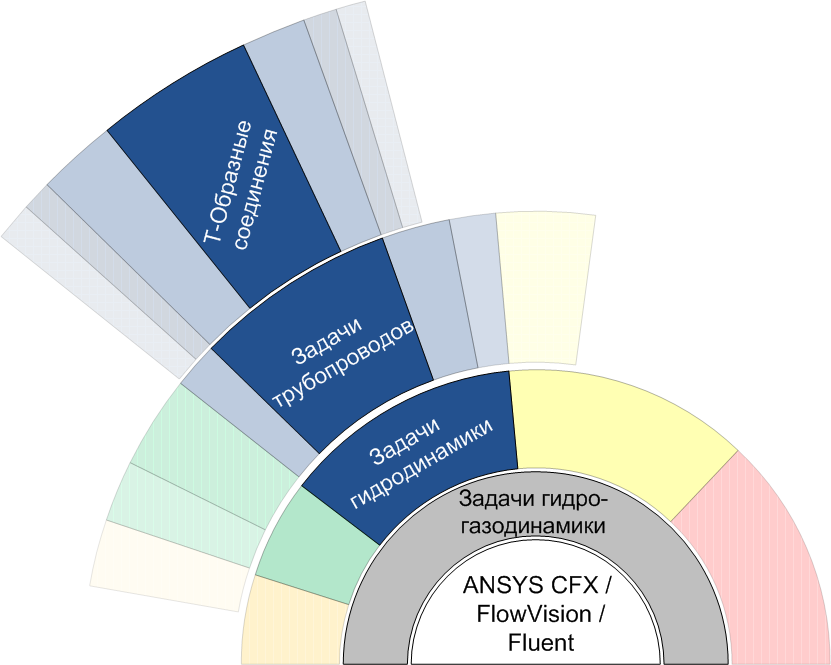 Т-Образные
соединения
Задачи
трубопроводов
Задачи
гидродинамики
Задачи гидро-
газодинамики
ANSYS CFX /
FlowVision /
Fluent